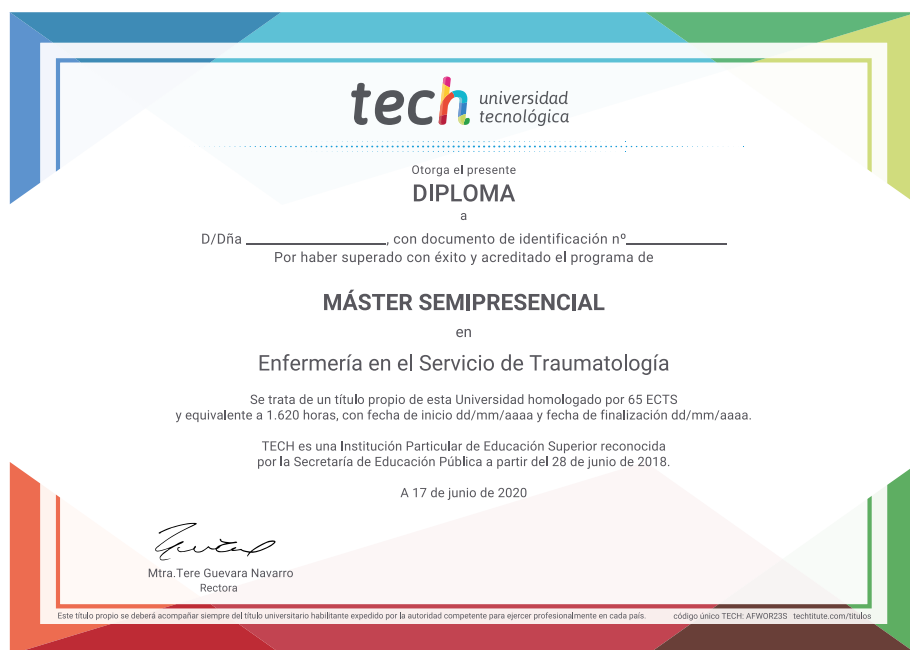 tech universidad
tecnológica
Otorga el presente
DIPLOMA
a
D/Dña ____________, con documento de identificación nº____________
Por haber superado con éxito y acreditado el programa de
MÁSTER SEMIPRESENCIAL
en
Enfermería en el Servicio de Traumatología
Se trata de un título propio de esta Universidad homologado por 65 ECTS
y equivalente a 1.620 horas, con fecha de inicio dd/mm/aaaa y fecha de finalización dd/mm/aaaa.
TECH es una Institución Particular de Educación Superior reconocida
por la Secretaría de Educación Pública a partir del 28 de junio de 2018.
A 17 de junio de 2020
Mtra.Tere Guevara Navarro
Rectora
Este título propio se deberá acompañar siempre del título universitario habilitante expedido por la autoridad competente para ejercer profesionalmente en cada país. código único TECH: AFWOR23S techtitute.com/titulos